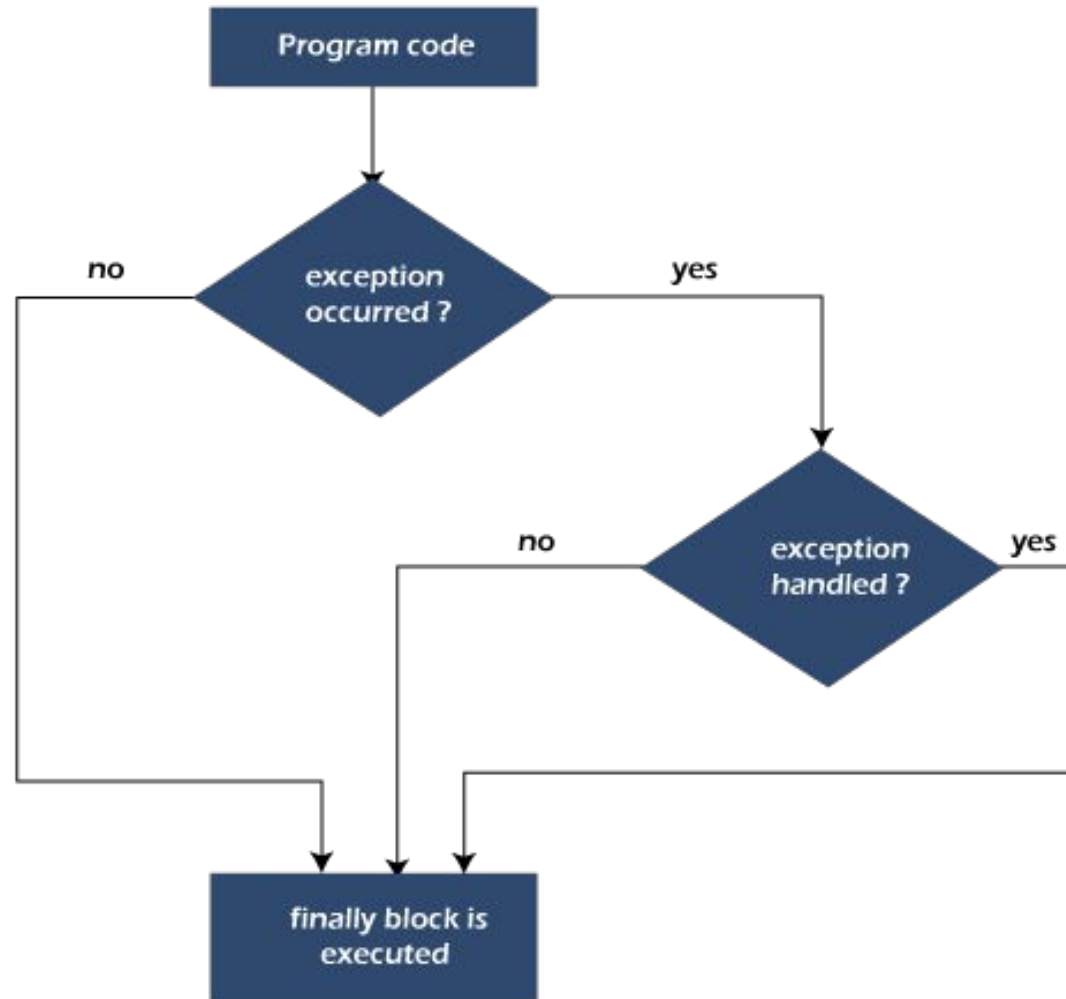 Program code
no
exception
occurred ?
yes
no
exception
handled ?
yes
finally block is
executed